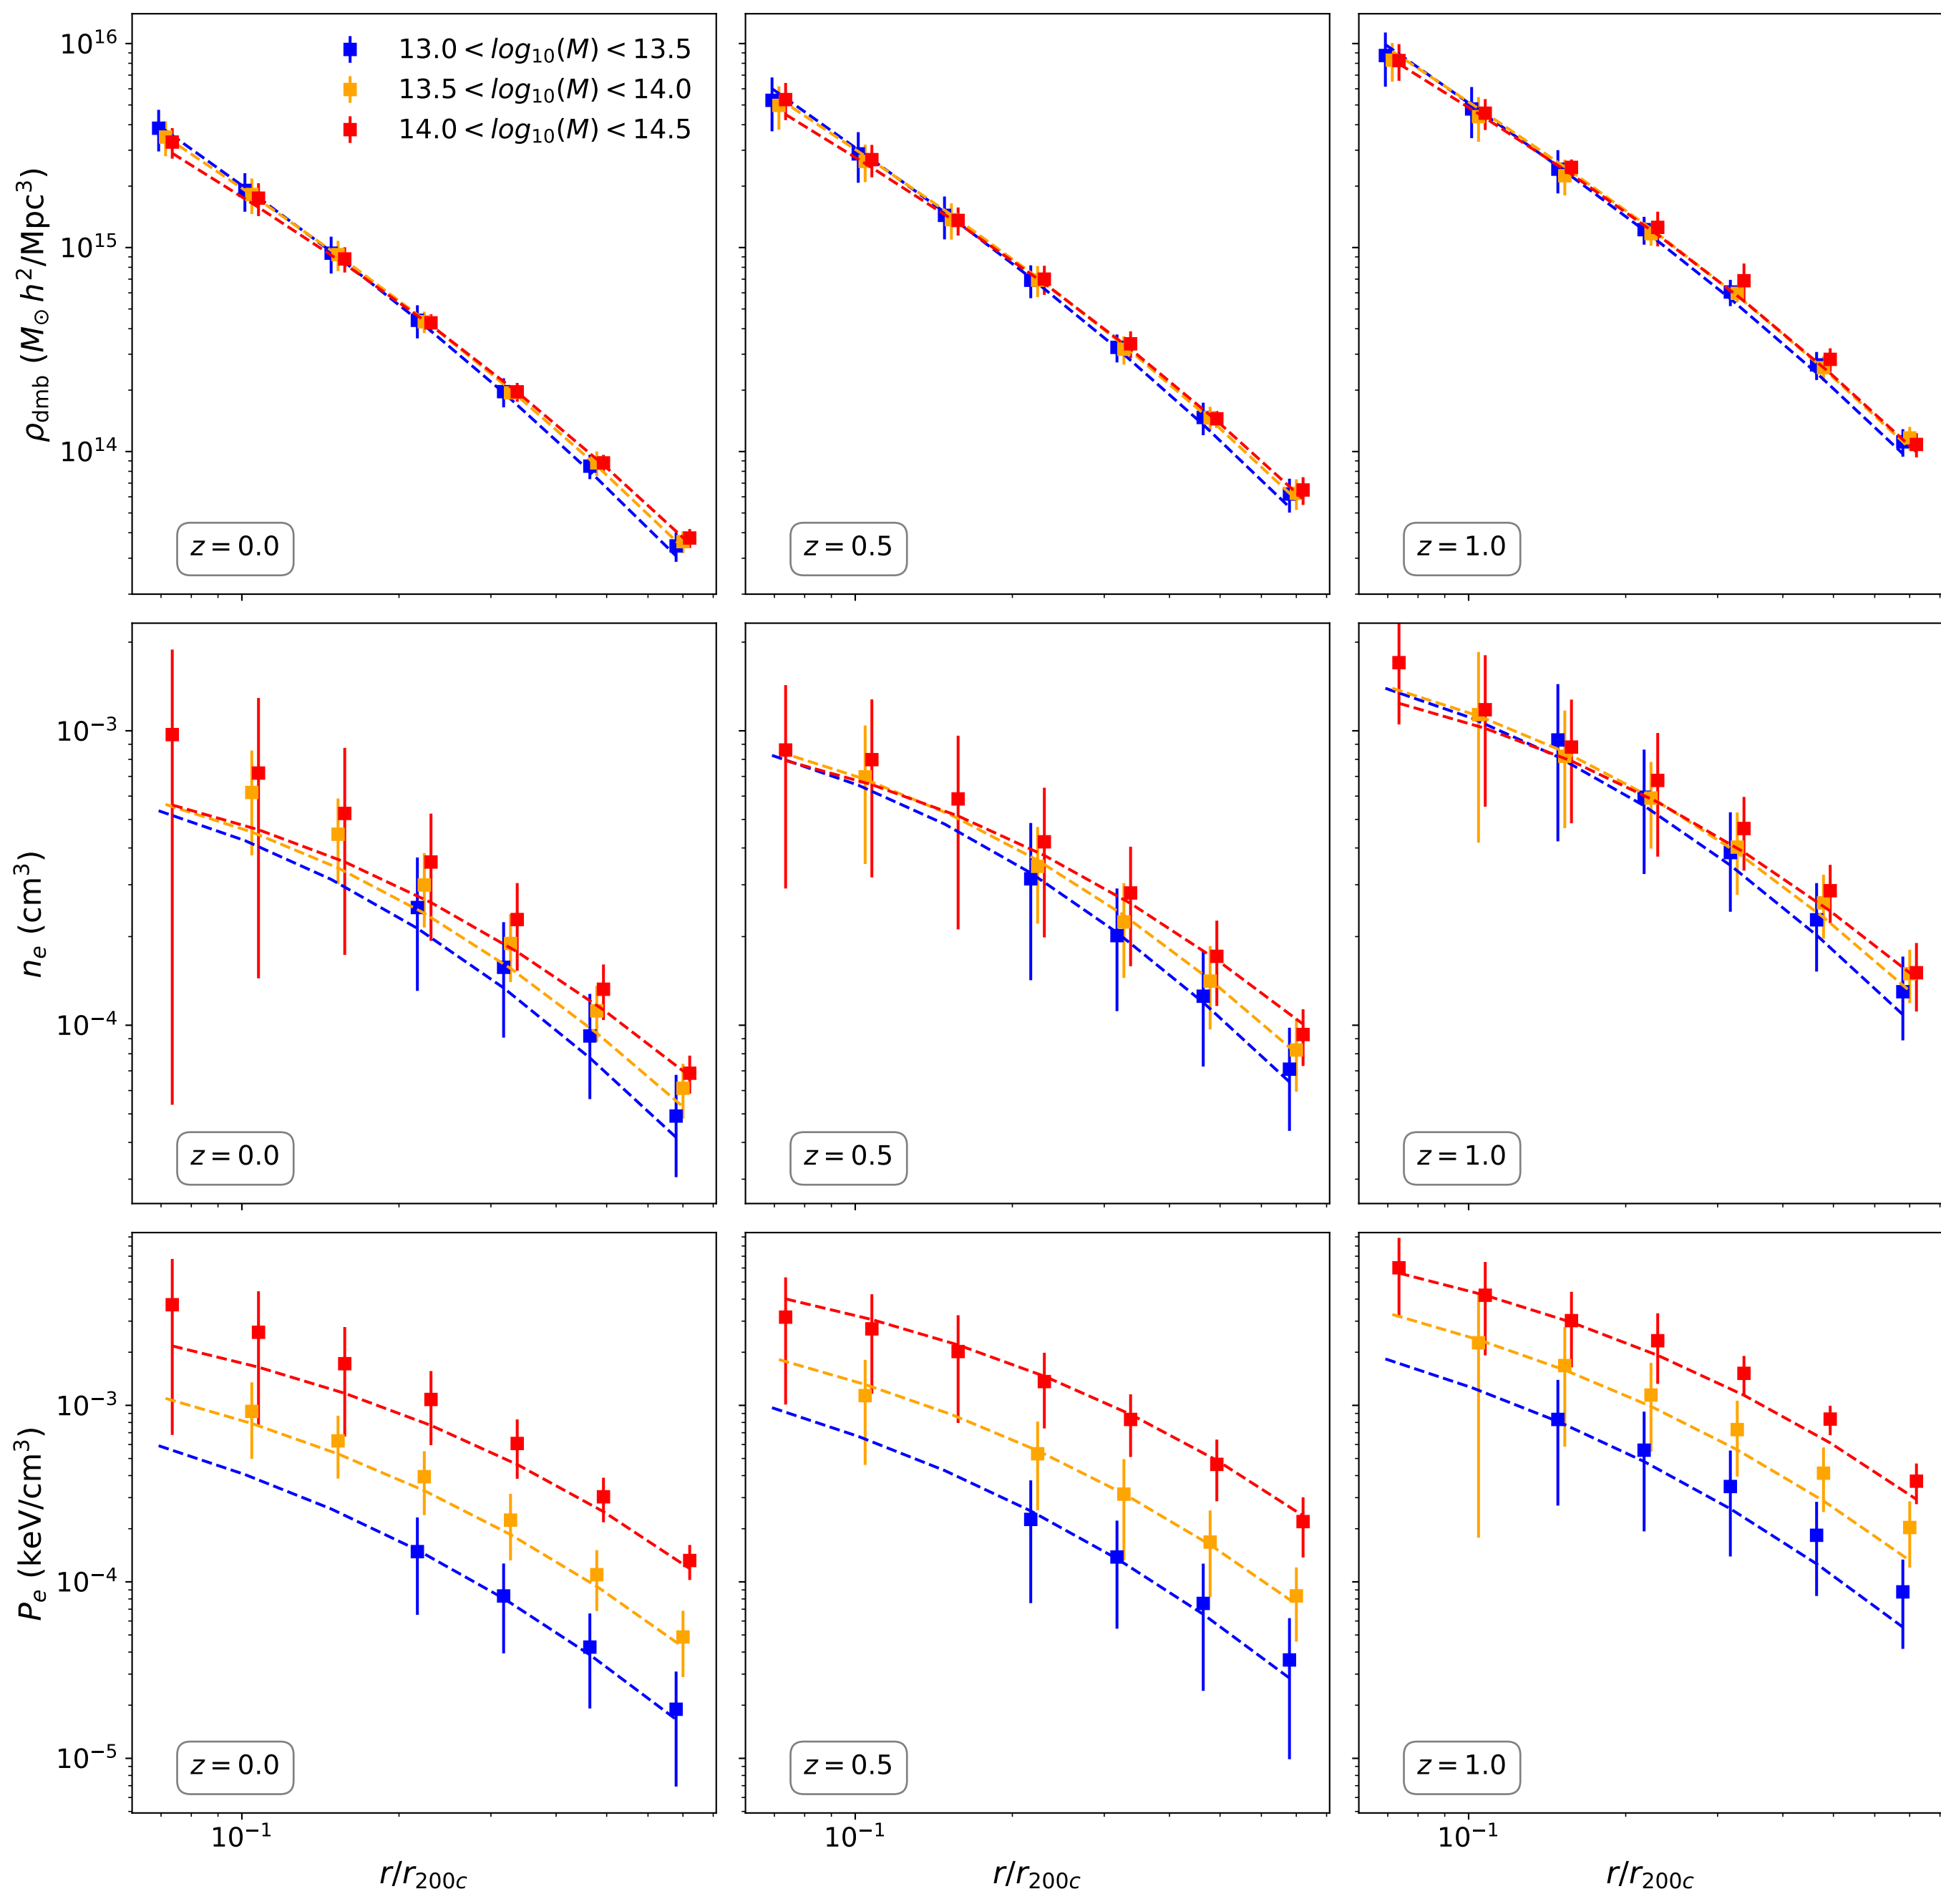 10^16
10^15
10^14
ρ_dmb (M_⊙ h^2/Mpc^3)
13.0 < log_10(M) < 13.5
13.5 < log_10(M) < 14.0
14.0 < log_10(M) < 14.5
z = 0.0
z = 0.5
z = 1.0
10^−3
10^−4
n_e (cm^3)
z = 0.0
z = 0.5
z = 1.0
10^−3
10^−4
10^−5
P_e (keV/cm^3)
z = 0.0
z = 0.5
z = 1.0
10^−1
10^−1
10^−1
r/r_200c
r/r_200c
r/r_200c